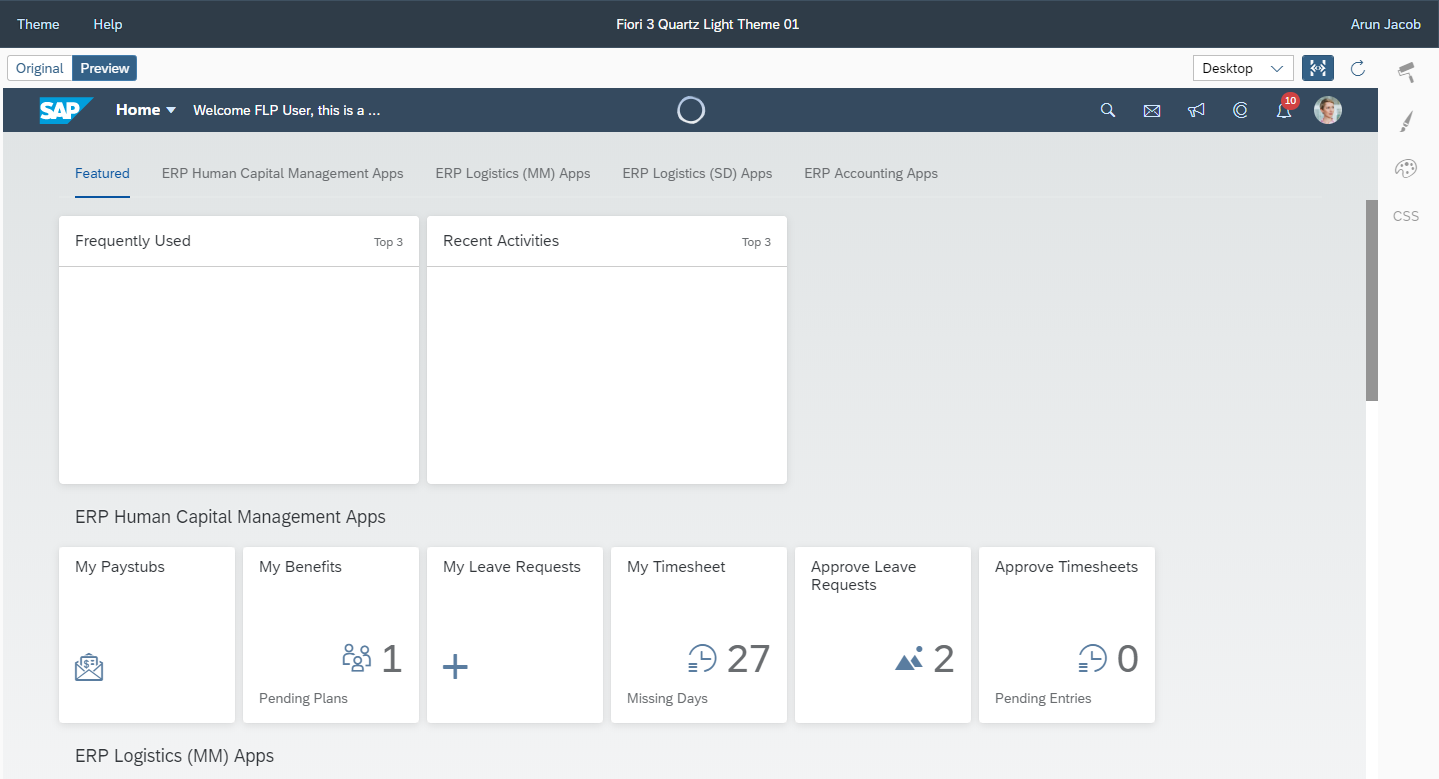 Theme Help Fiori 3 Quartz Light Theme 01 Arun Jacob
Original Preview Desktop
SAP Home Welcome FLP User, this is a ... 10
Featured ERP Human Capital Management Apps ERP Logistics (MM) Apps ERP Logistics (SD) Apps ERP Accounting Apps
CSS
Frequently Used Top 3 Recent Activities Top 3
ERP Human Capital Management Apps
My Paystubs My Benefits My Leave Requests My Timesheet Approve Leave Approve Timesheets
Requests
1 27 2 0
Pending Plans Missing Days Pending Entries
ERP Logistics (MM) Apps